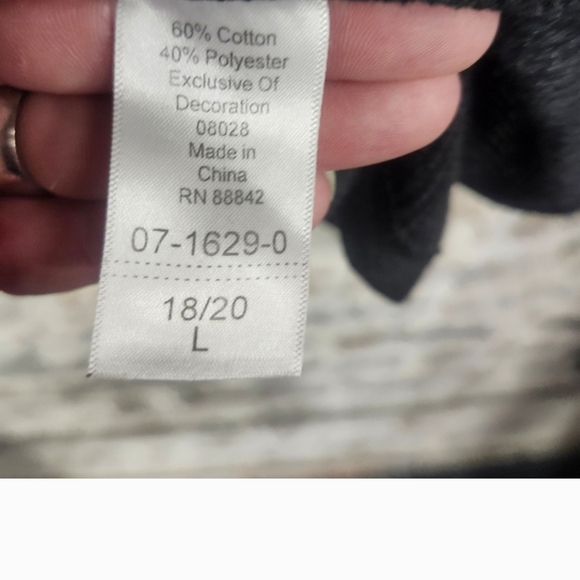 60% Cotton
40% Polyester
Exclusive Of
Decoration
08028
Made in
China
RN 88842
07-1629-0
18/20
L